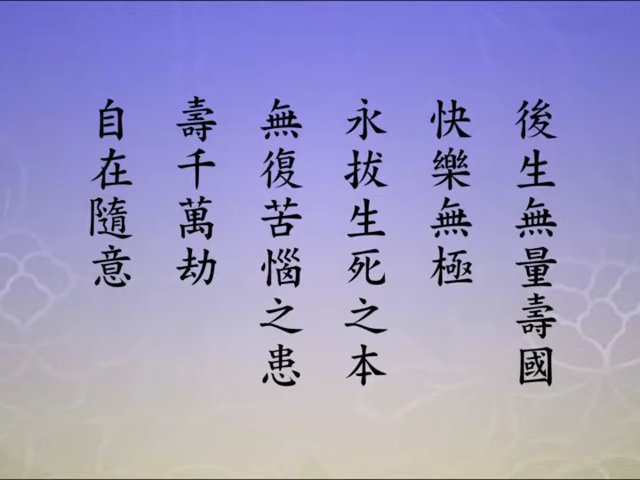 後生無量壽國
快樂無極
永拔生死之本
無復苦惱之患
壽千萬劫
自在隨意